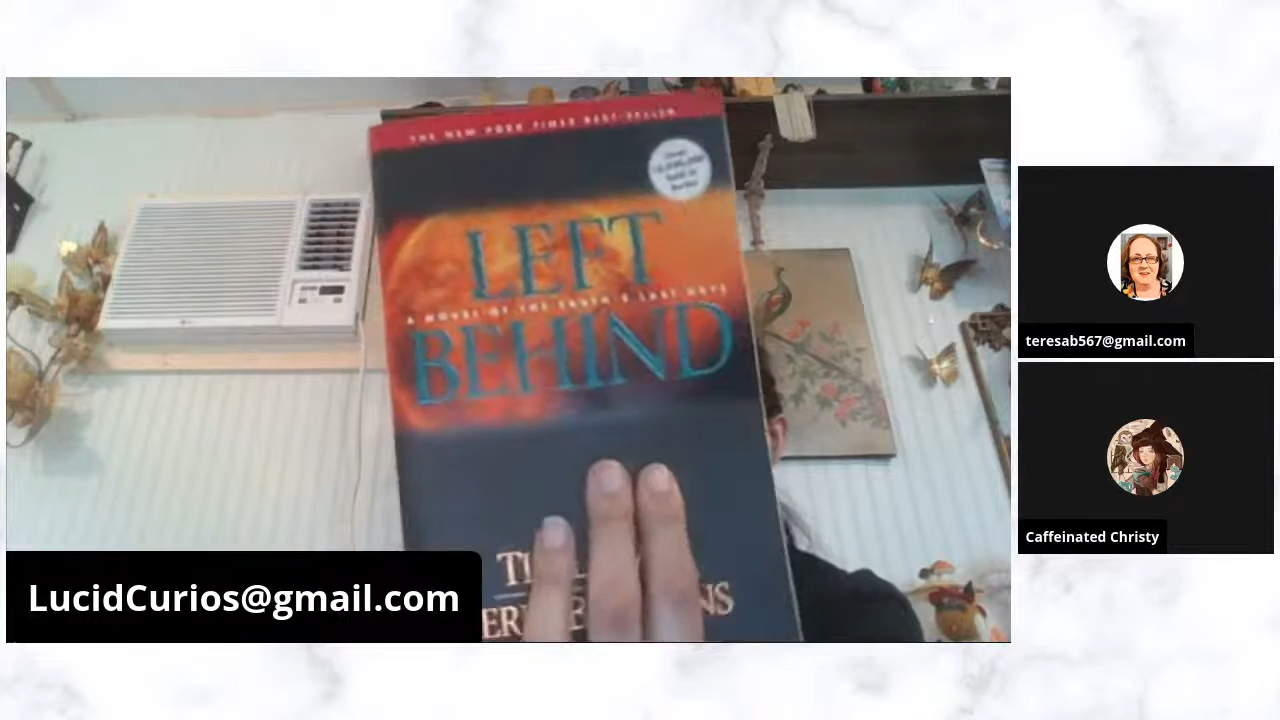 THE NEW YORK TIMES BEST-SELLER
LEFT
A NOVEL OF THE EARTH'S LAST DAYS
BEHIND
NS
LucidCurios@gmail.com
teresab567@gmail.com
Caffeinated Christy